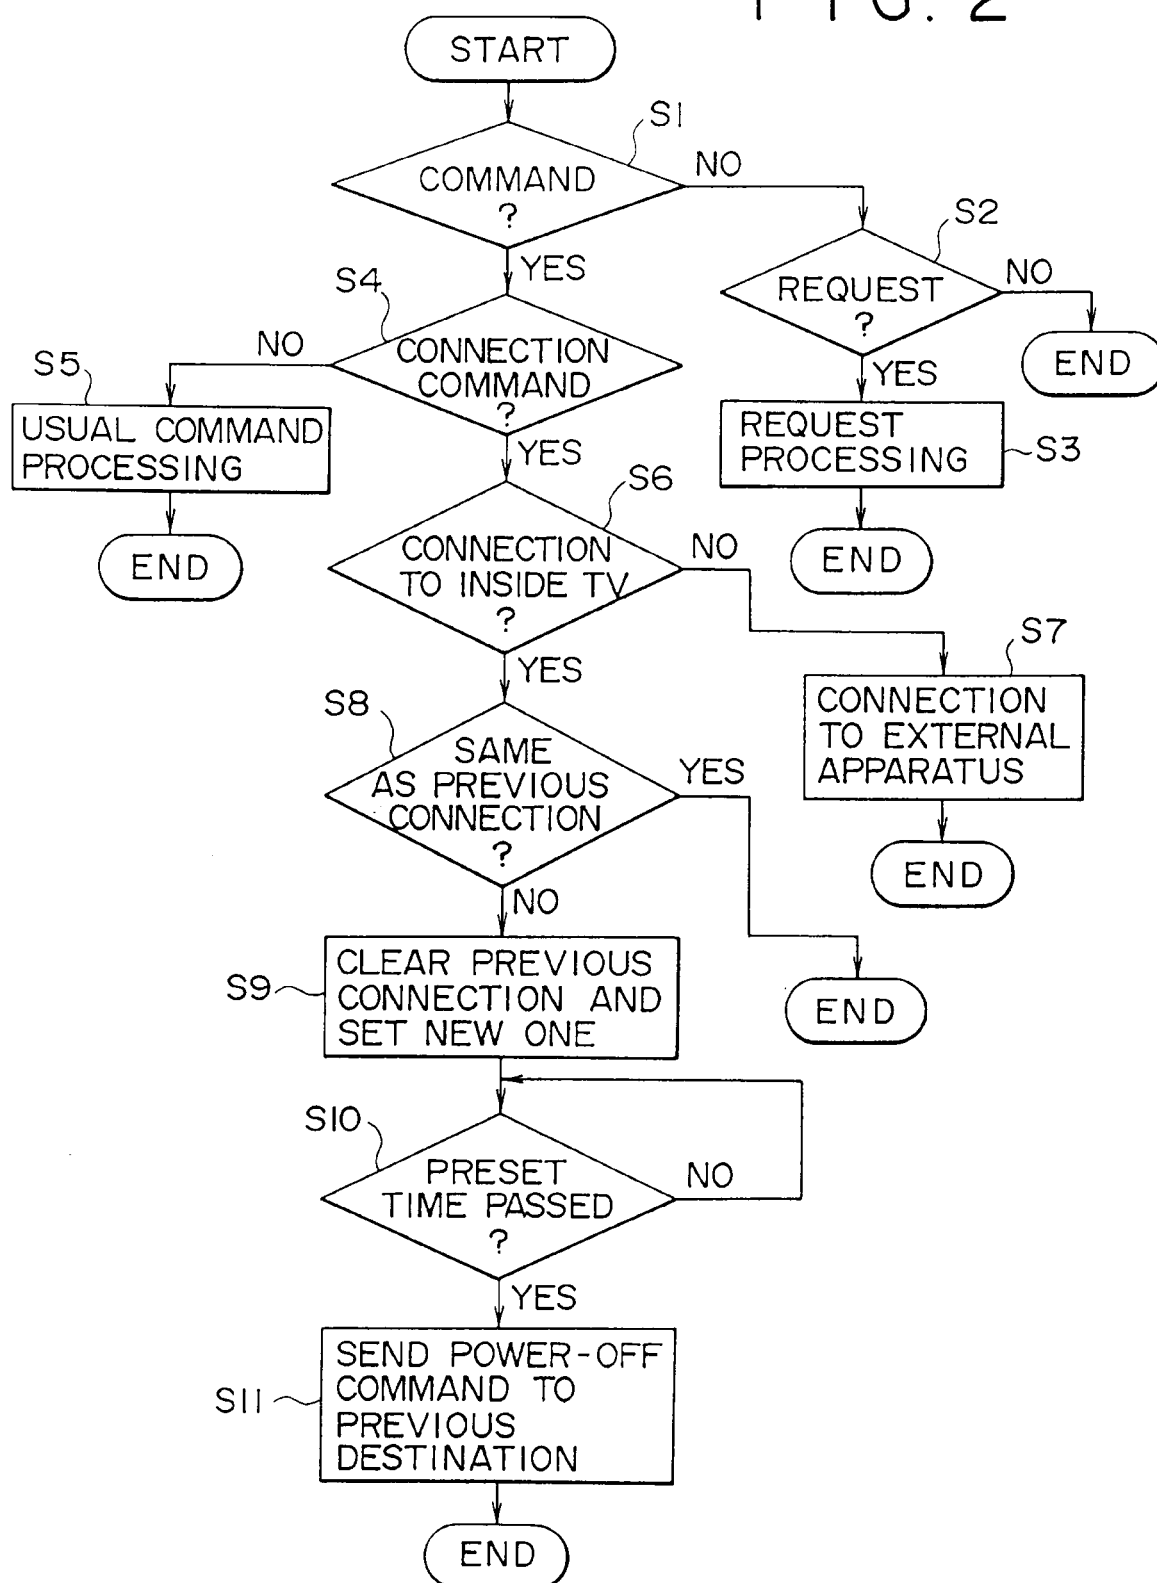 FIG. 2
START
S1
COMMAND
?
NO
YES
S2
REQUEST
?
NO
END
YES
REQUEST
PROCESSING
S3
END
S4
CONNECTION
COMMAND
?
NO
S5
USUAL COMMAND
PROCESSING
END
YES
S6
CONNECTION
TO INSIDE TV
?
NO
S7
CONNECTION
TO EXTERNAL
APPARATUS
END
YES
S8
SAME
AS PREVIOUS
CONNECTION
?
YES
END
NO
S9
CLEAR PREVIOUS
CONNECTION AND
SET NEW ONE
S10
PRESET
TIME PASSED
?
NO
YES
S11
SEND POWER-OFF
COMMAND TO
PREVIOUS
DESTINATION
END